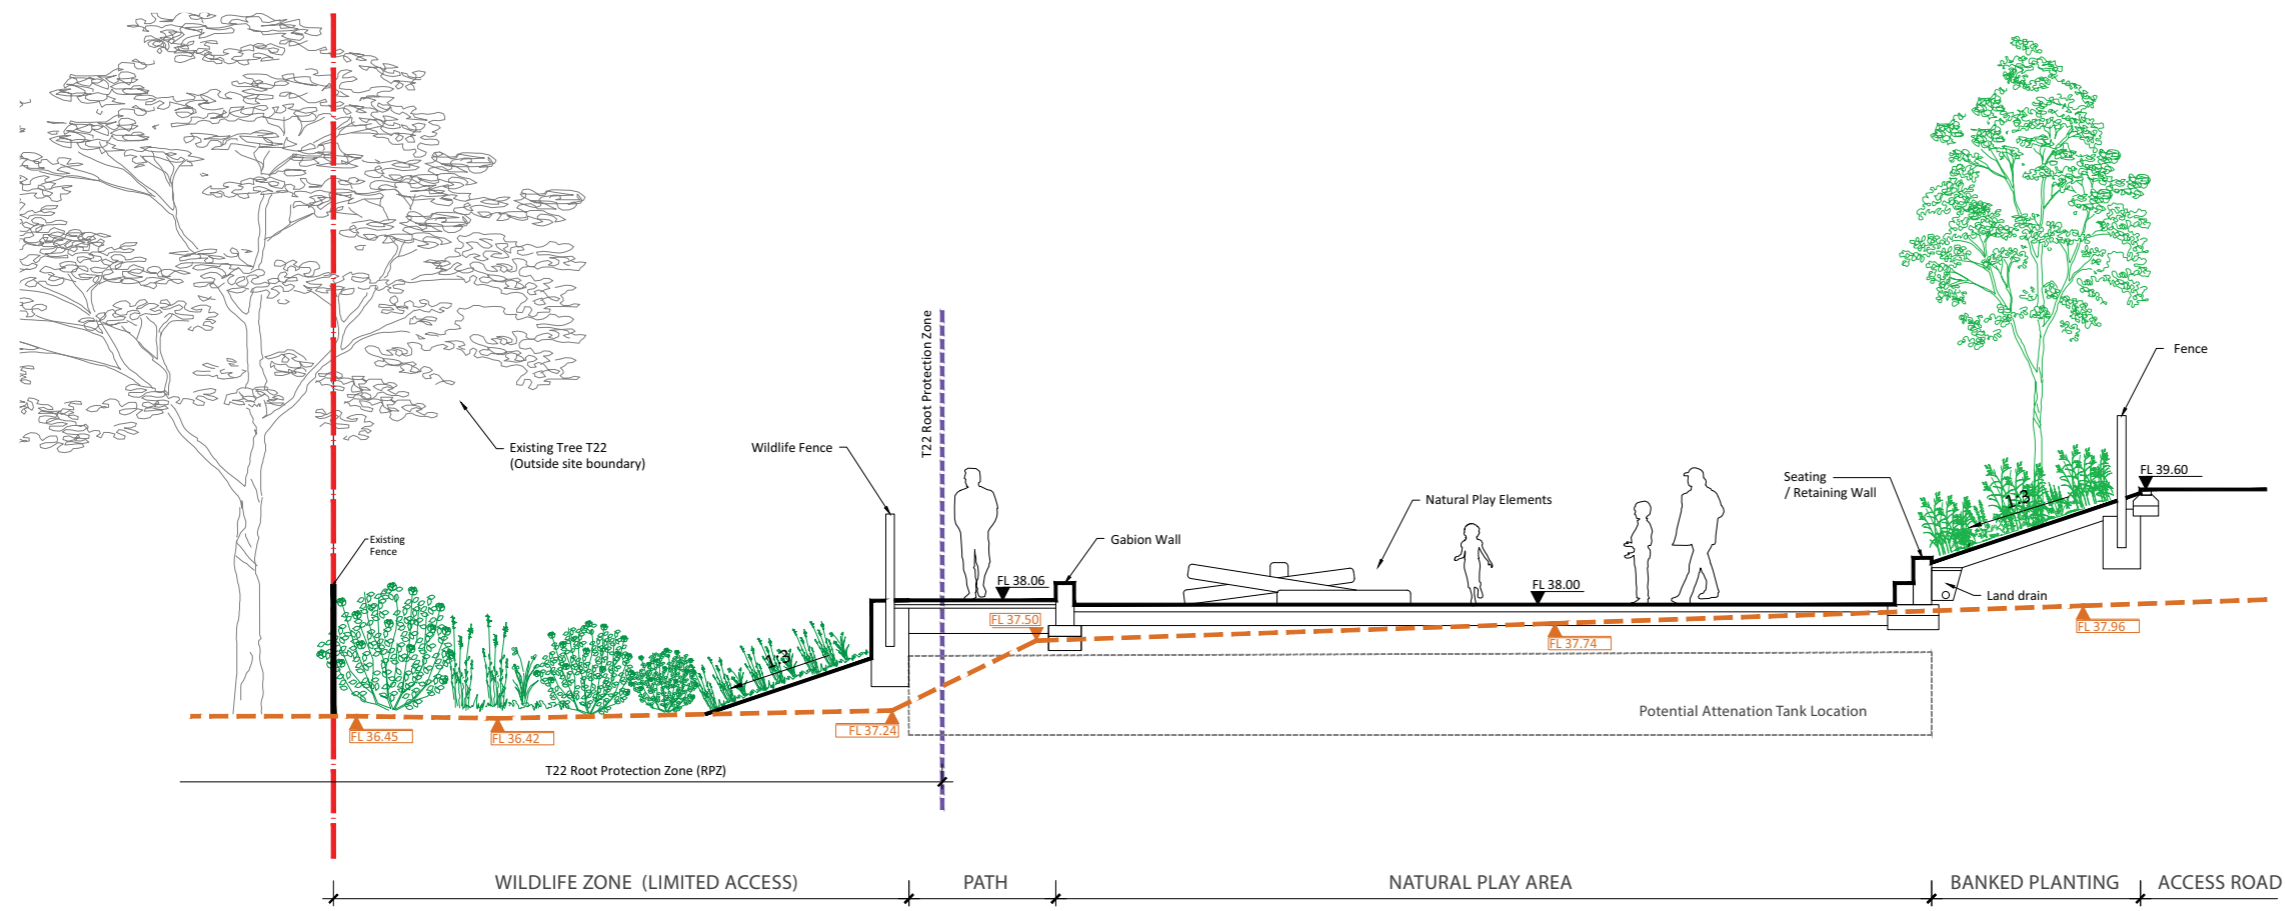 T22 Root Protection Zone
Fence
Existing Tree T22
(Outside site boundary)
Wildlife Fence
Seating
/ Retaining Wall
FL 39.60
Natural Play Elements
1:3
Existing
Fence
Gabion Wall
FL 38.06
FL 38.00
Land drain
FL 37.50
FL 37.96
FL 37.74
1:3
Potential Attenation Tank Location
FL 36.45
FL 36.42
FL 37.24
T22 Root Protection Zone (RPZ)
WILDLIFE ZONE (LIMITED ACCESS)
PATH
NATURAL PLAY AREA
BANKED PLANTING
ACCESS ROAD